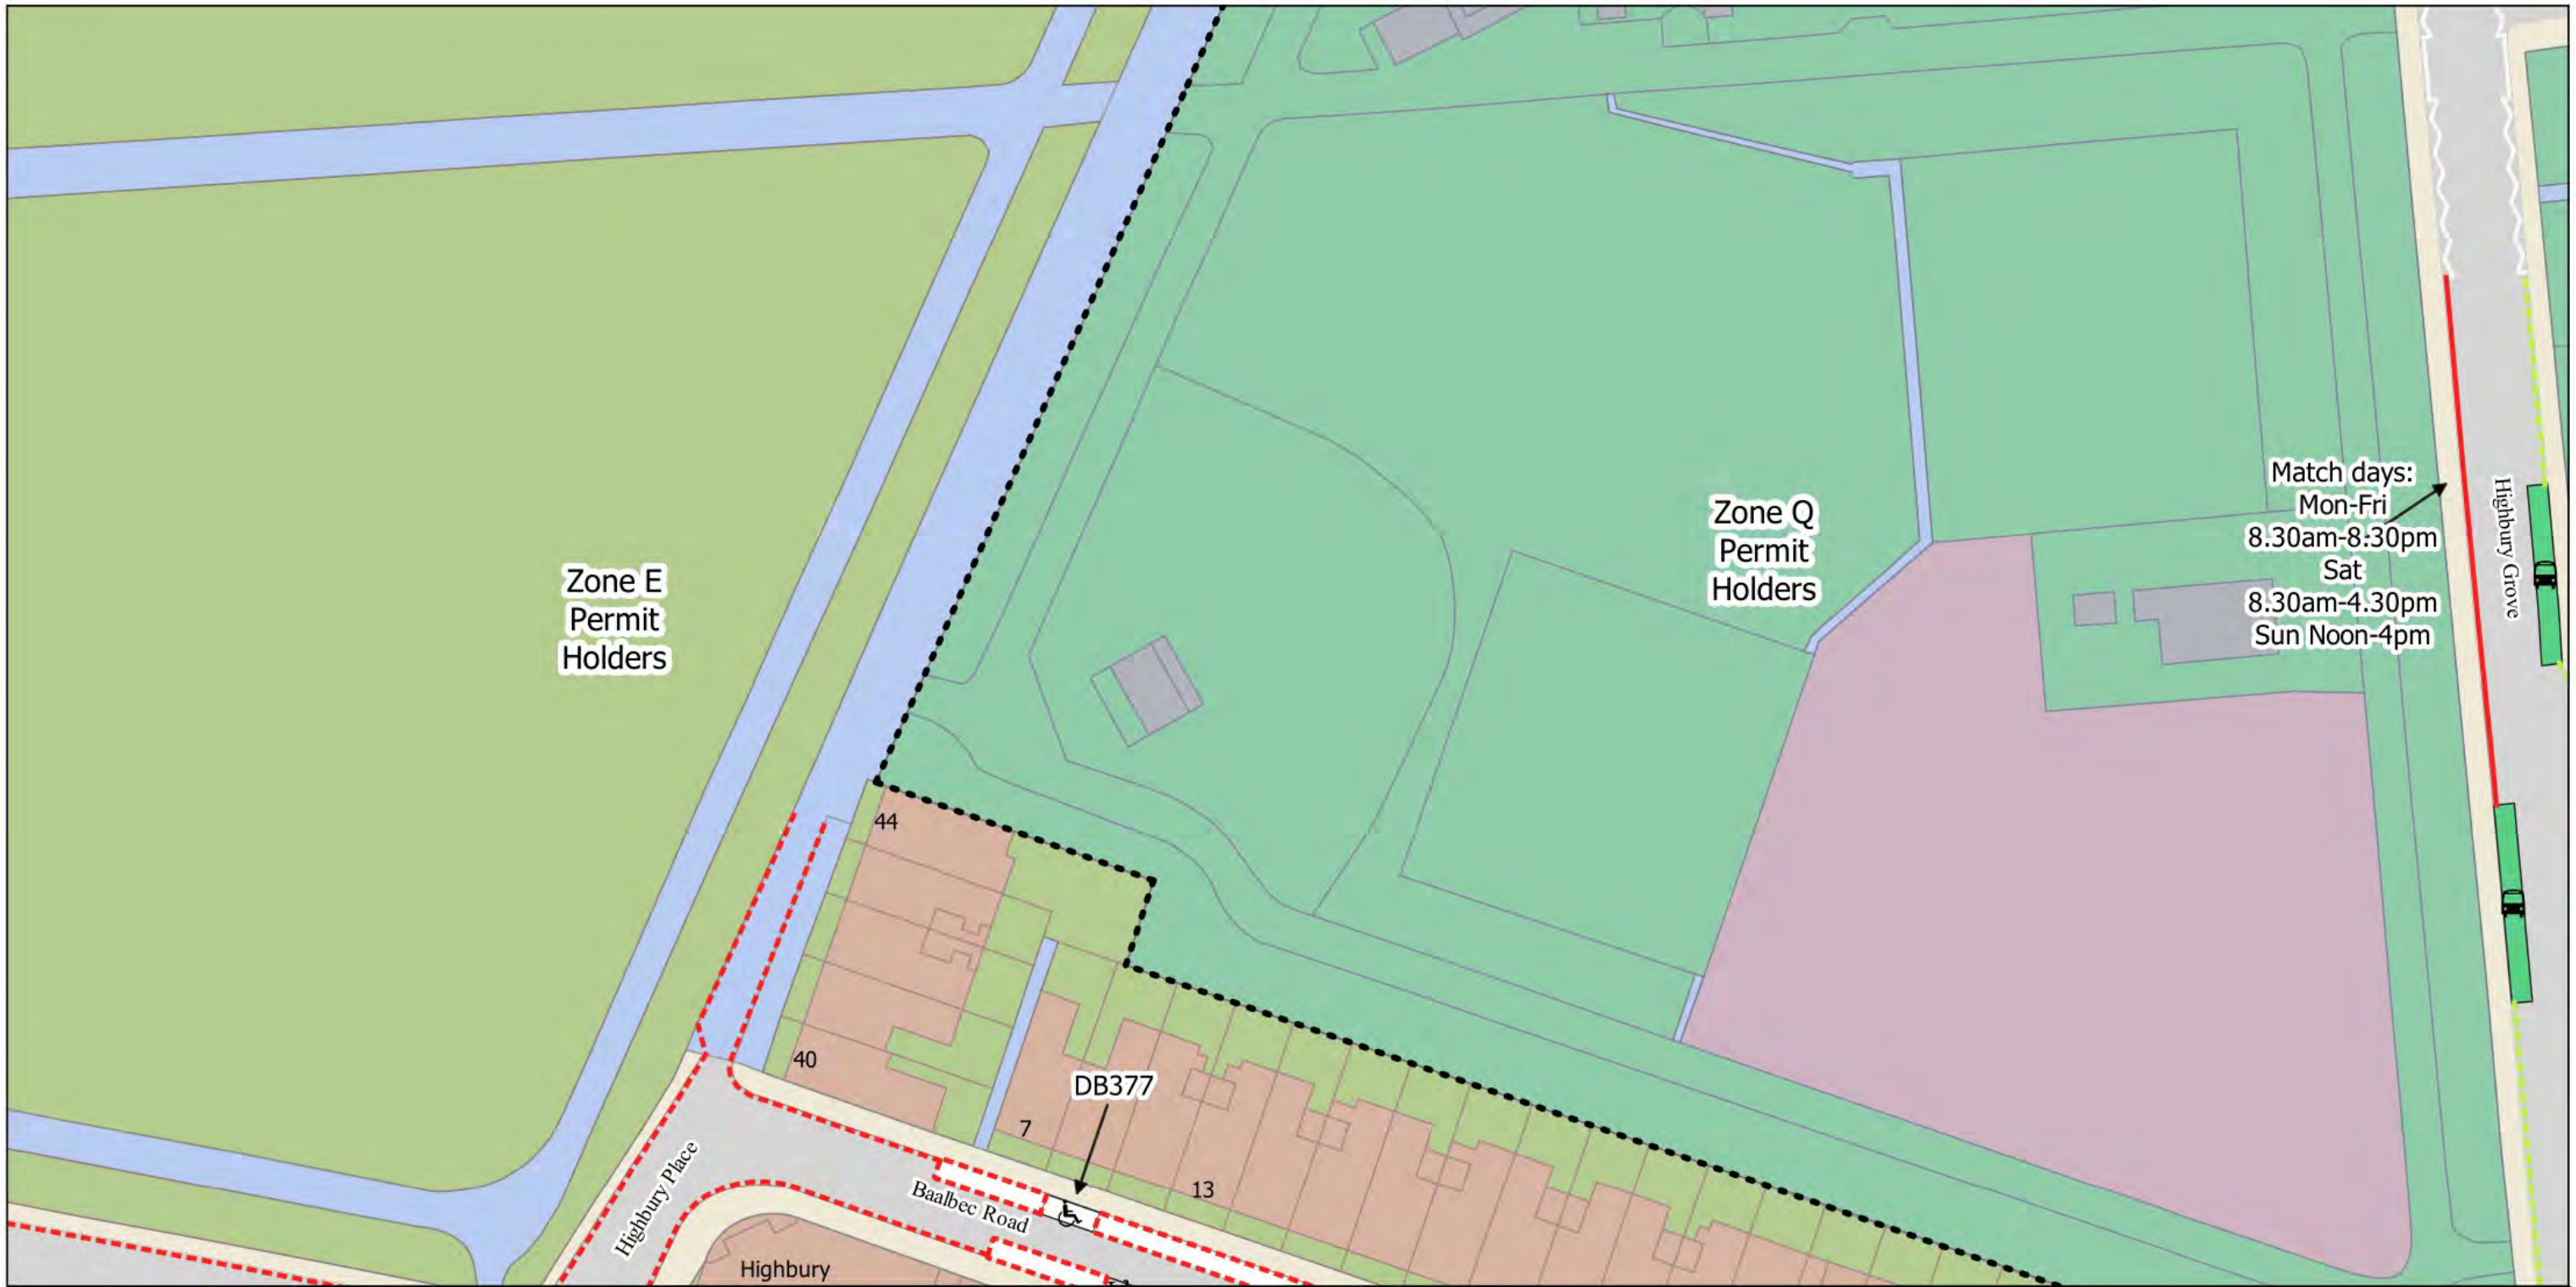 Zone E
Permit
Holders
Zone Q
Permit
Holders
Match days:
Mon-Fri
8.30am-8:30pm
Sat
8.30am-4.30pm
Sun Noon-4pm
Highbury Grove
44
40
DB377
7
13
Highbury Place
Baalbec Road
Highbury